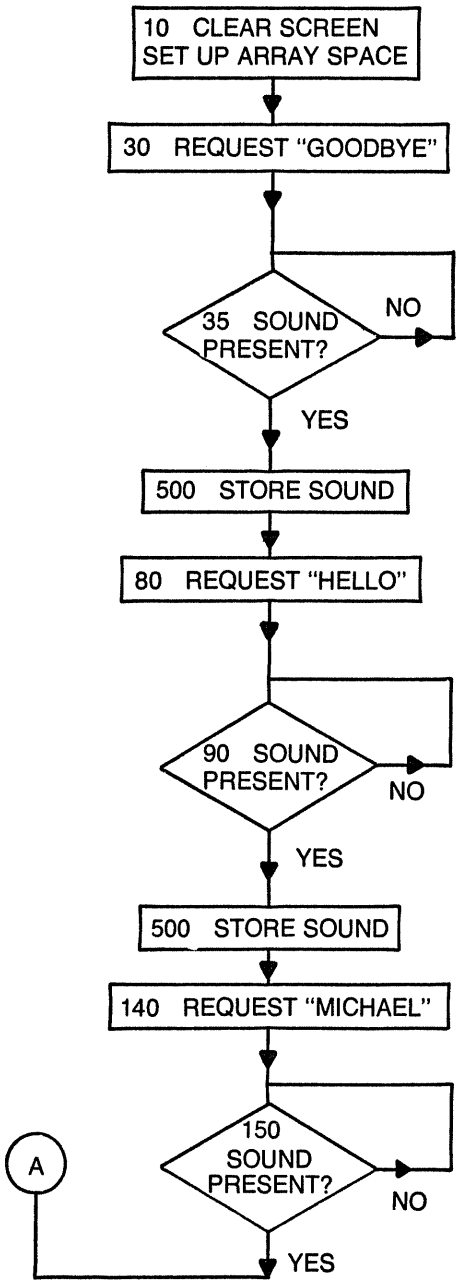 10 CLEAR SCREEN
SET UP ARRAY SPACE
30 REQUEST “GOODBYE”
35 SOUND
PRESENT?
NO
YES
500 STORE SOUND
80 REQUEST “HELLO”
90 SOUND
PRESENT?
NO
YES
500 STORE SOUND
140 REQUEST “MICHAEL”
150
SOUND
PRESENT?
NO
A
YES